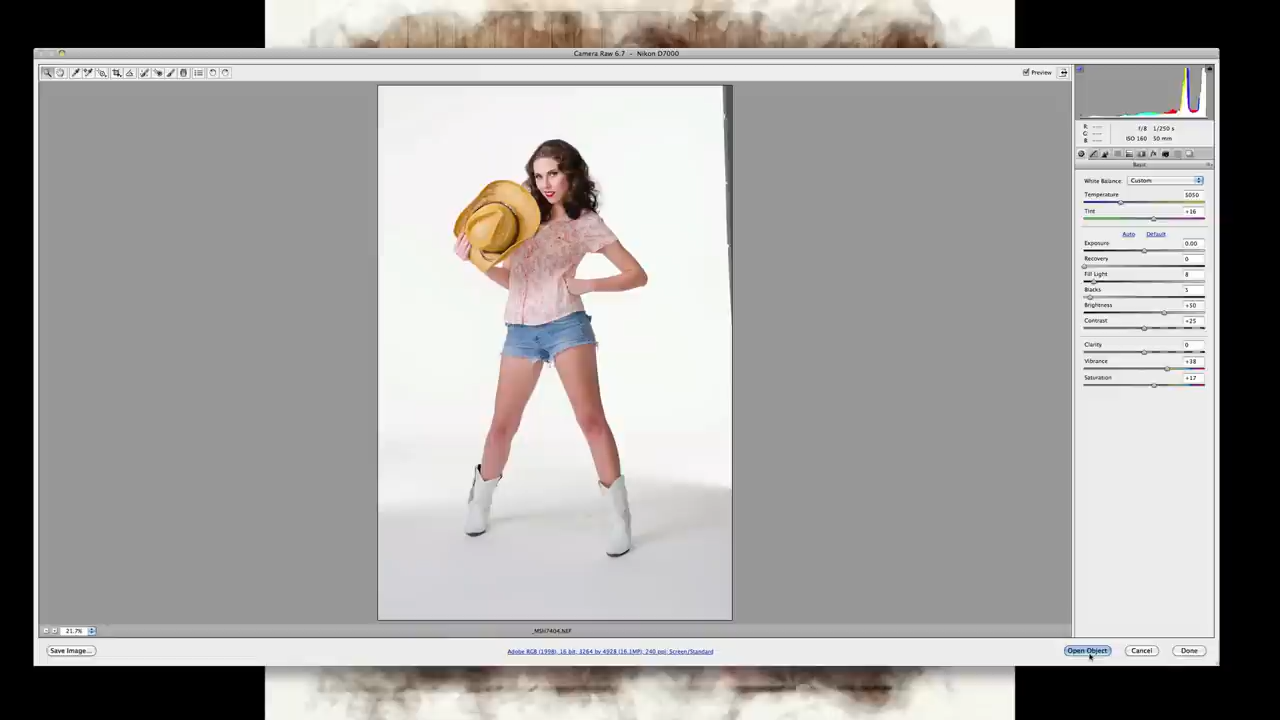 Camera Raw 6.7 - Nikon D7000
Preview
R: ---
G: ---
B: ---
f/8 1/250 s
ISO 160 50 mm
Basic
White Balance: Custom
Temperature 5050
Tint +16
Auto Default
Exposure 0.00
Recovery 0
Fill Light 8
Blacks 5
Brightness +50
Contrast +25
Clarity 0
Vibrance +38
Saturation +17
21.7%
_MSH7404.NEF
Save Image...
Adobe RGB (1998); 16 bit; 3264 by 4928 (16.1MP); 240 ppi; Screen/Standard
Open Object
Cancel
Done